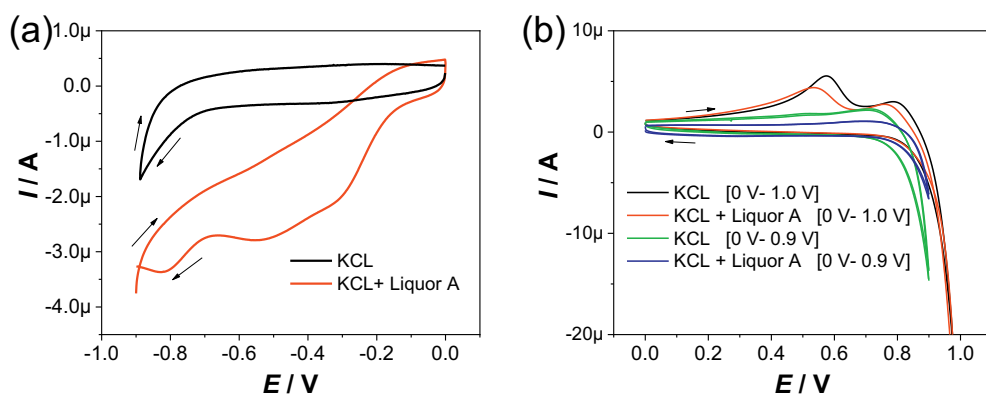 (a)
1.0µ
0.0
-1.0µ
-2.0µ
-3.0µ
-4.0µ
I / A
-1.0 -0.8 -0.6 -0.4 -0.2 0.0
E / V
KCL
KCL+ Liquor A
(b)
10µ
0
-10µ
-20µ
I / A
0.0 0.2 0.4 0.6 0.8 1.0
E / V
KCL [0 V- 1.0 V]
KCL + Liquor A [0 V- 1.0 V]
KCL [0 V- 0.9 V]
KCL + Liquor A [0 V- 0.9 V]